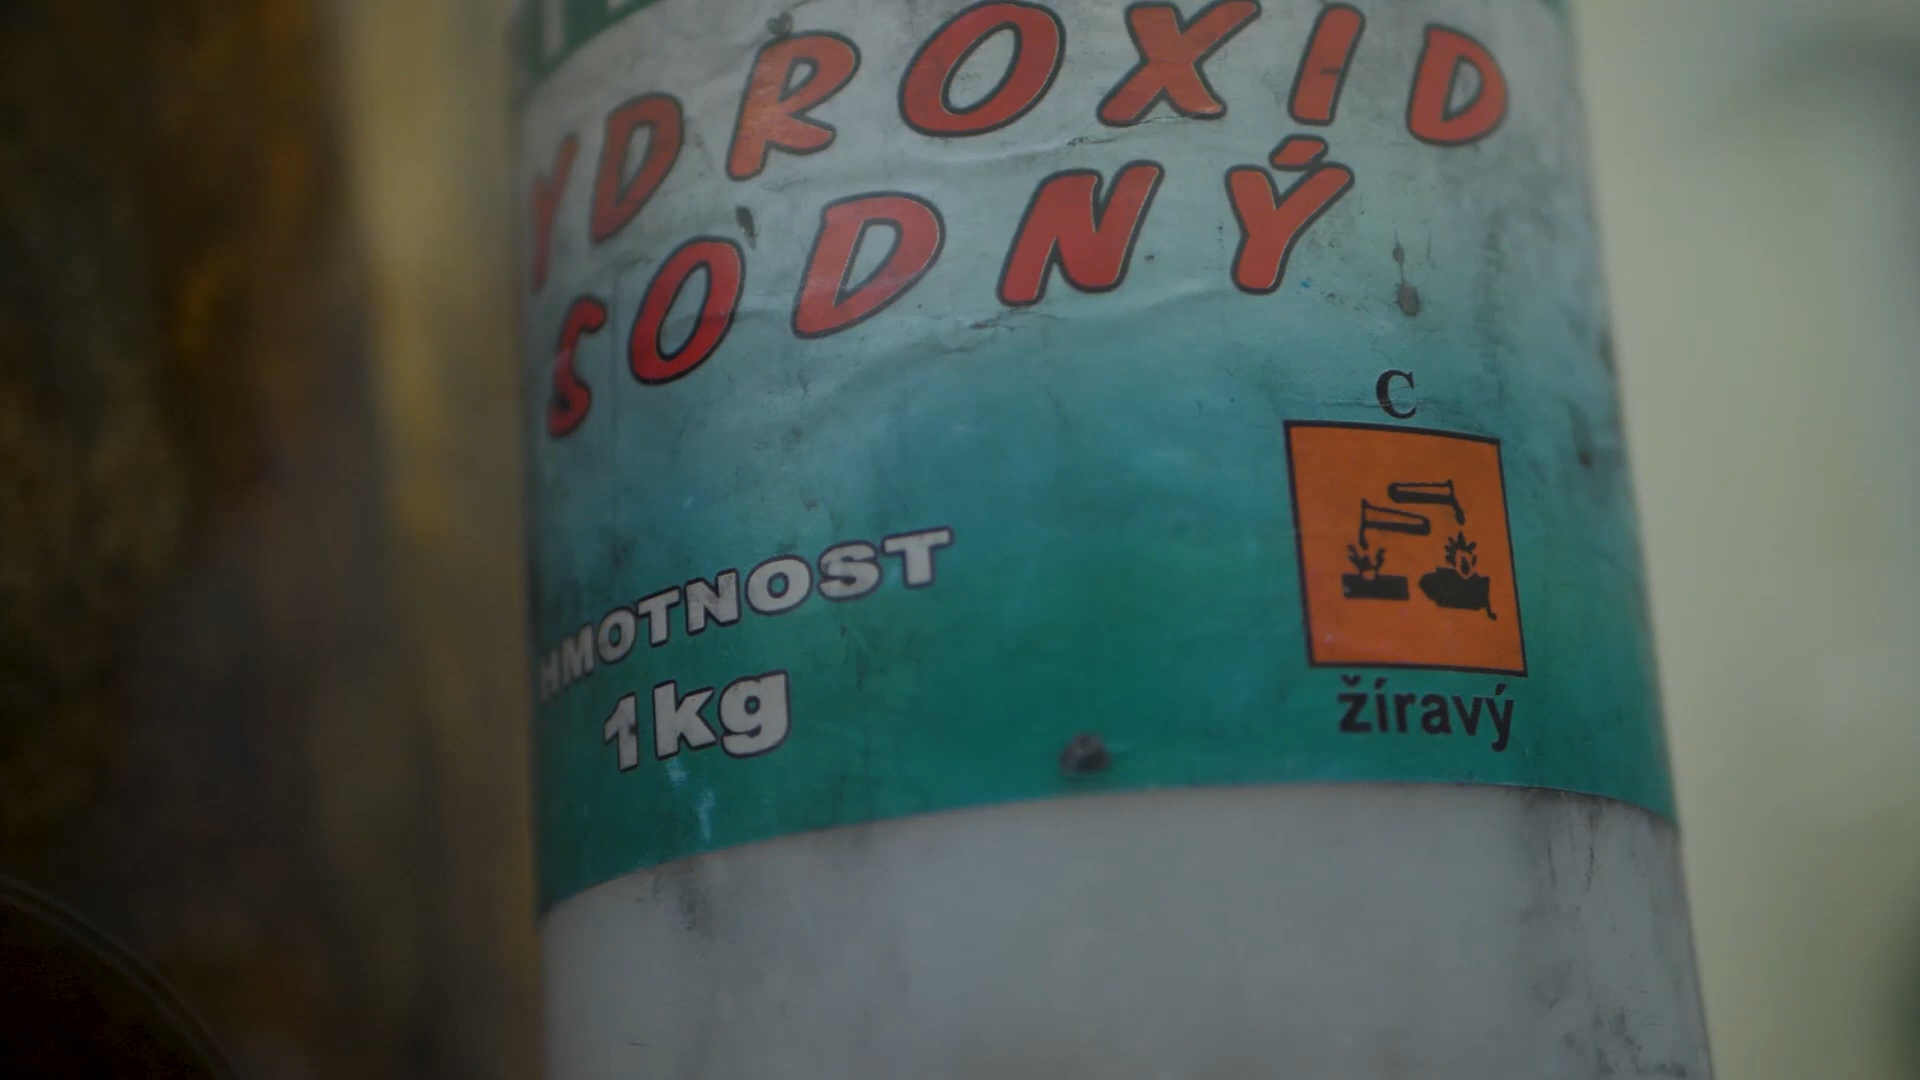 YDROXID
SODNÝ
HMOTNOST
1kg
C
žíravý